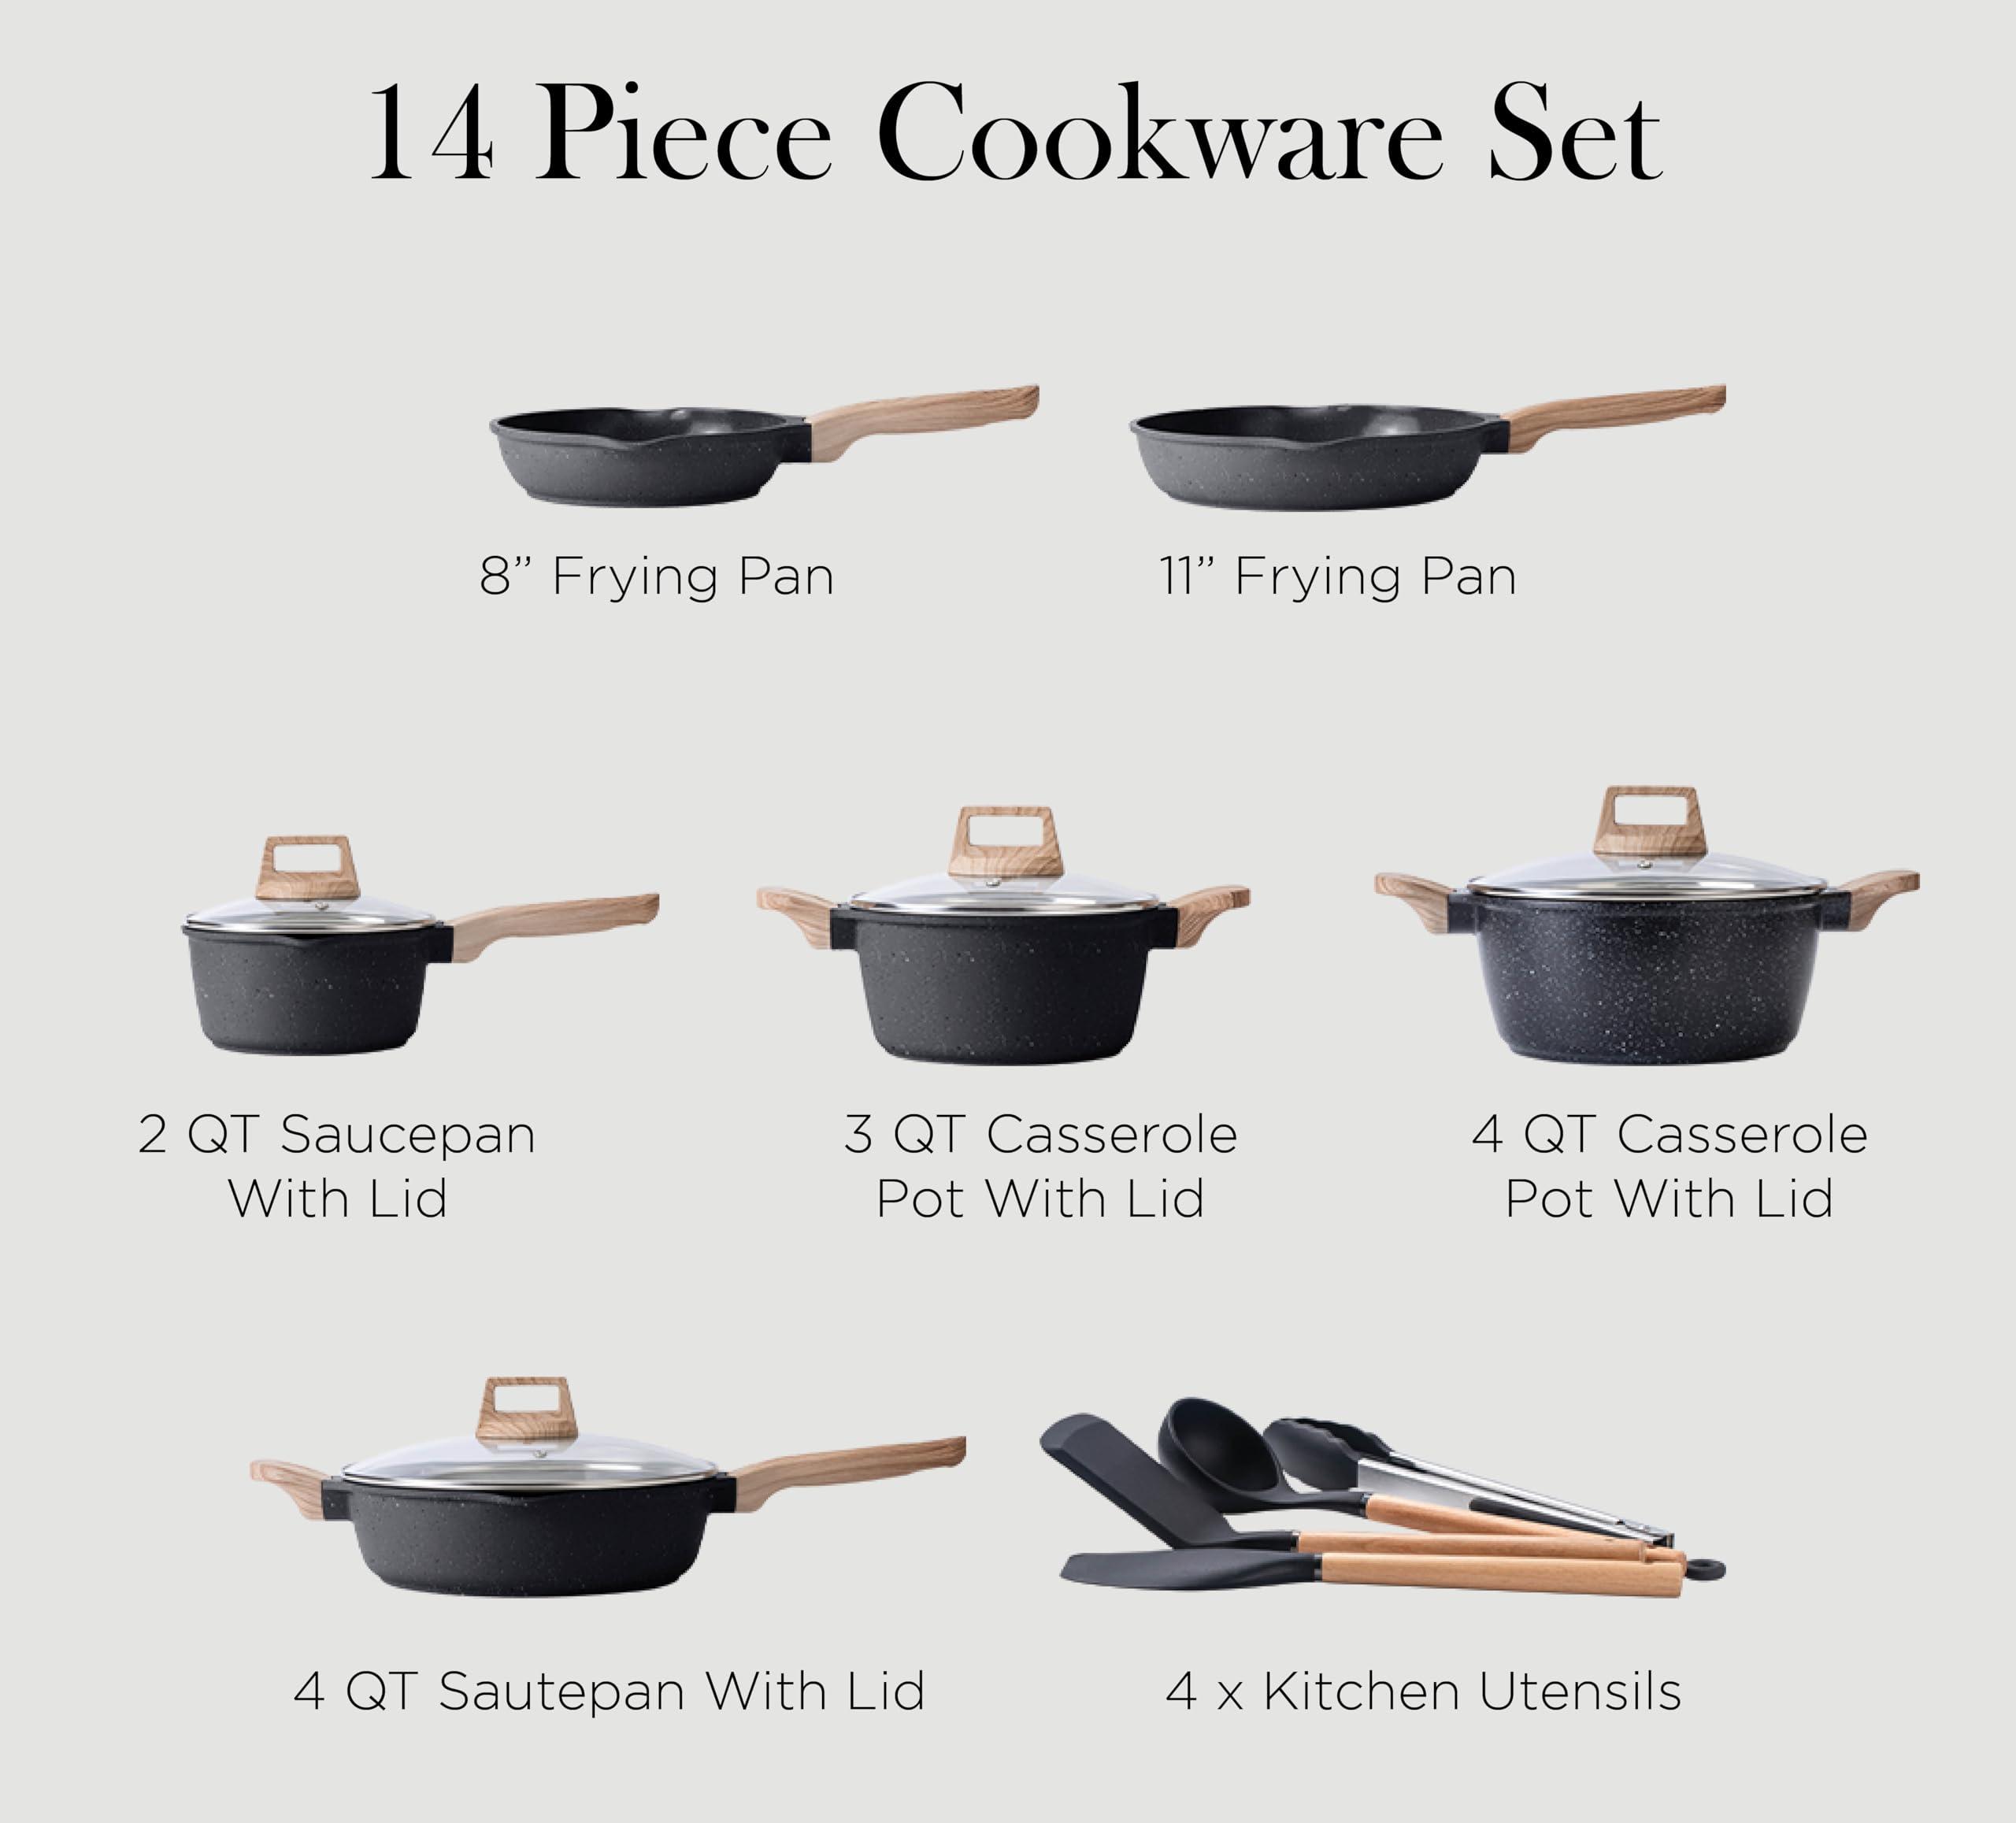 14 Piece Cookware Set
8” Frying Pan
11” Frying Pan
2 QT Saucepan
With Lid
3 QT Casserole
Pot With Lid
4 QT Casserole
Pot With Lid
4 QT Sautepan With Lid
4 x Kitchen Utensils